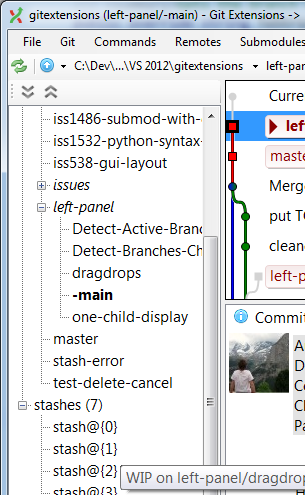 gitextensions (left-panel/-main) - Git Extensions ->
File Git Commands Remotes Submodules
C:\Dev\...\VS 2012\gitextensions left-pan
iss1486-submod-with-
iss1532-python-syntax-
iss538-gui-layout
issues
left-panel
Detect-Active-Branc
Detect-Branches-Ch
dragdrops
-main
one-child-display
master
stash-error
test-delete-cancel
stashes (7)
stash@{0}
stash@{1}
stash@{2}
stash@{3}
WIP on left-panel/dragdrop
Curre
left
maste
Merg
put TO
clean
left-p
Commit
A
D
C
C
Pa